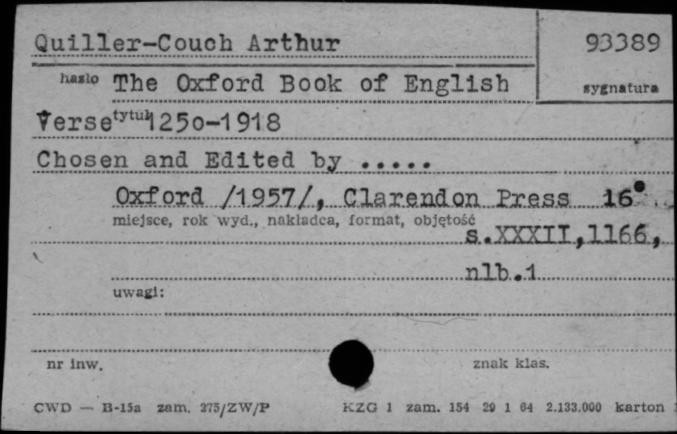 Quiller-Couch Arthur 93389
hasło The Oxford Book of English sygnatura
Verse tytuł 1250-1918
Chosen and Edited by .....
Oxford /1957/, Clarendon Press 16°
miejsce, rok wyd., nakładca, format, objętość
s.XXXII,1166,
nlb.1
uwagi:
nr inw. znak klas.
CWD — B-15a zam. 275/ZW/P KZG 1 zam. 154 29 1 64 2.133.000 karton